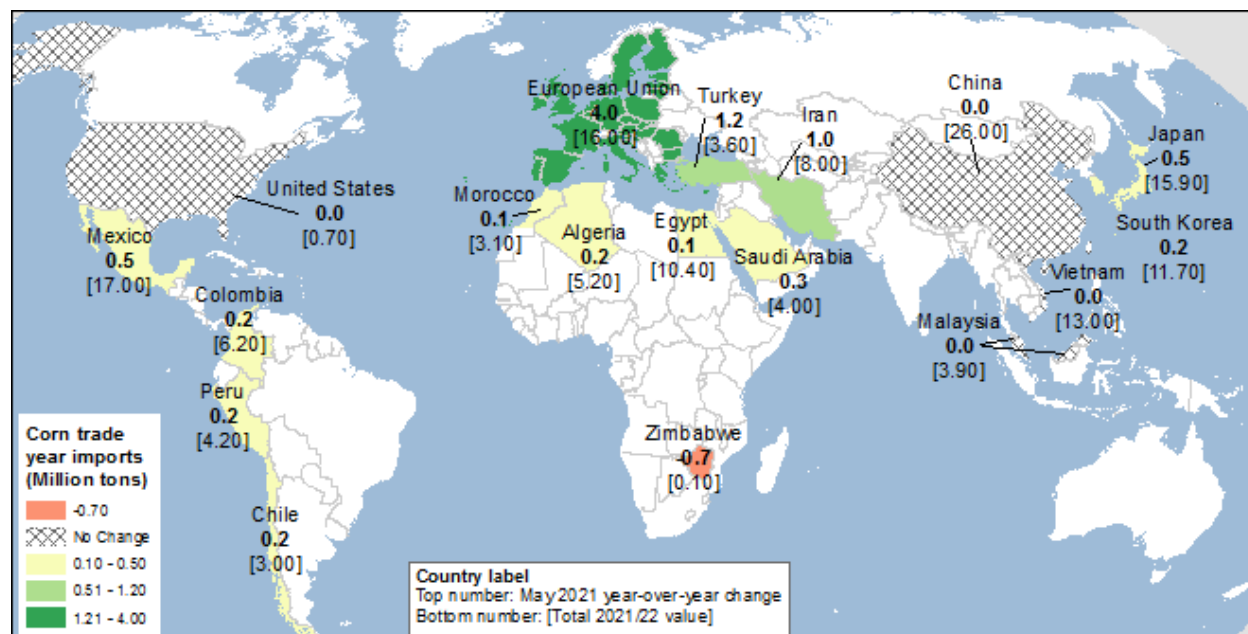 European Union
4.0
[16.00]
Turkey
1.2
[3.60]
Iran
1.0
[8.00]
China
0.0
[26.00]
Japan
0.5
[15.90]
United States
0.0
[0.70]
Morocco
0.1
[3.10]
Algeria
0.2
[5.20]
Egypt
0.1
[10.40]
Saudi Arabia
0.3
[4.00]
South Korea
0.2
[11.70]
Mexico
0.5
[17.00]
Vietnam
0.0
[13.00]
Colombia
0.2
[6.20]
Malaysia
0.0
[3.90]
Peru
0.2
[4.20]
Zimbabwe
-0.7
[0.10]
Chile
0.2
[3.00]
Corn trade
year imports
(Million tons)
-0.70
No Change
0.10 - 0.50
0.51 - 1.20
1.21 - 4.00
Country label
Top number: May 2021 year-over-year change
Bottom number: [Total 2021/22 value]